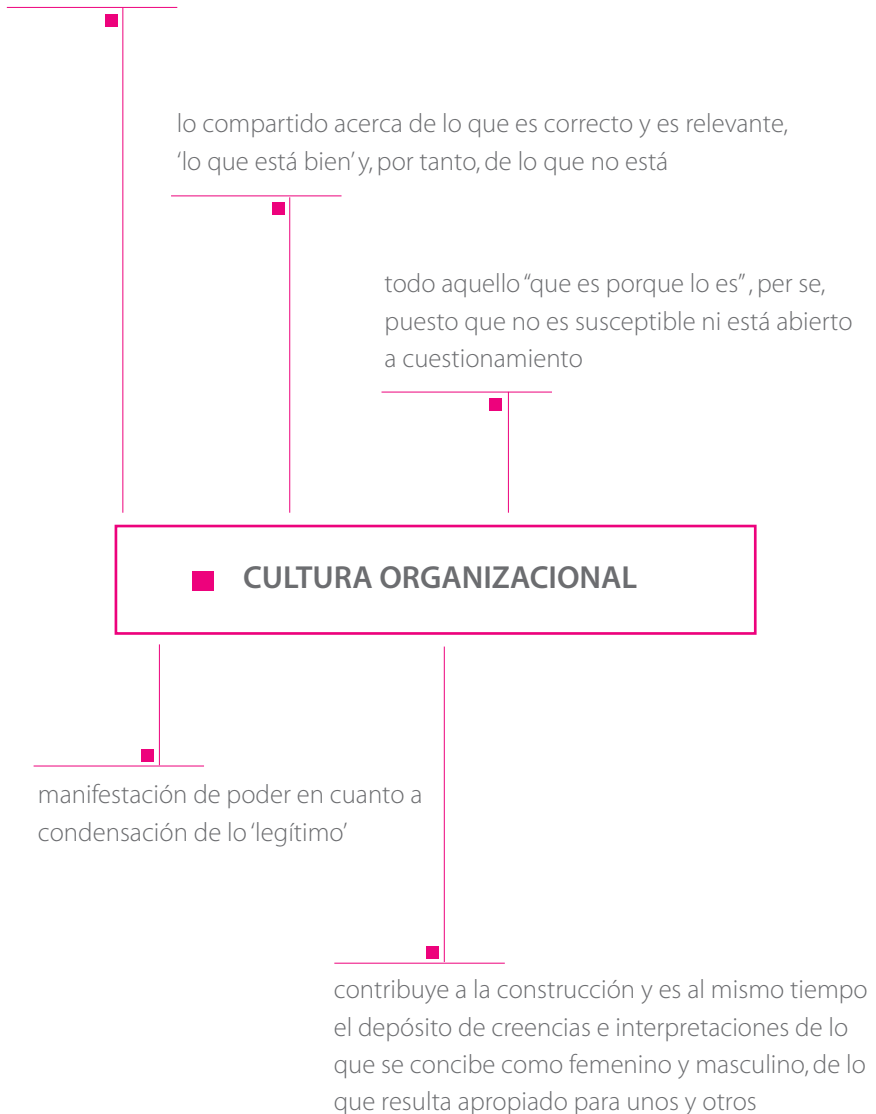 lo compartido acerca de lo que es correcto y es relevante,
‘lo que está bien’ y, por tanto, de lo que no está
todo aquello “que es porque lo es”, per se,
puesto que no es susceptible ni está abierto
a cuestionamiento
CULTURA ORGANIZACIONAL
manifestación de poder en cuanto a
condensación de lo ‘legítimo’
contribuye a la construcción y es al mismo tiempo
el depósito de creencias e interpretaciones de lo
que se concibe como femenino y masculino, de lo
que resulta apropiado para unos y otros